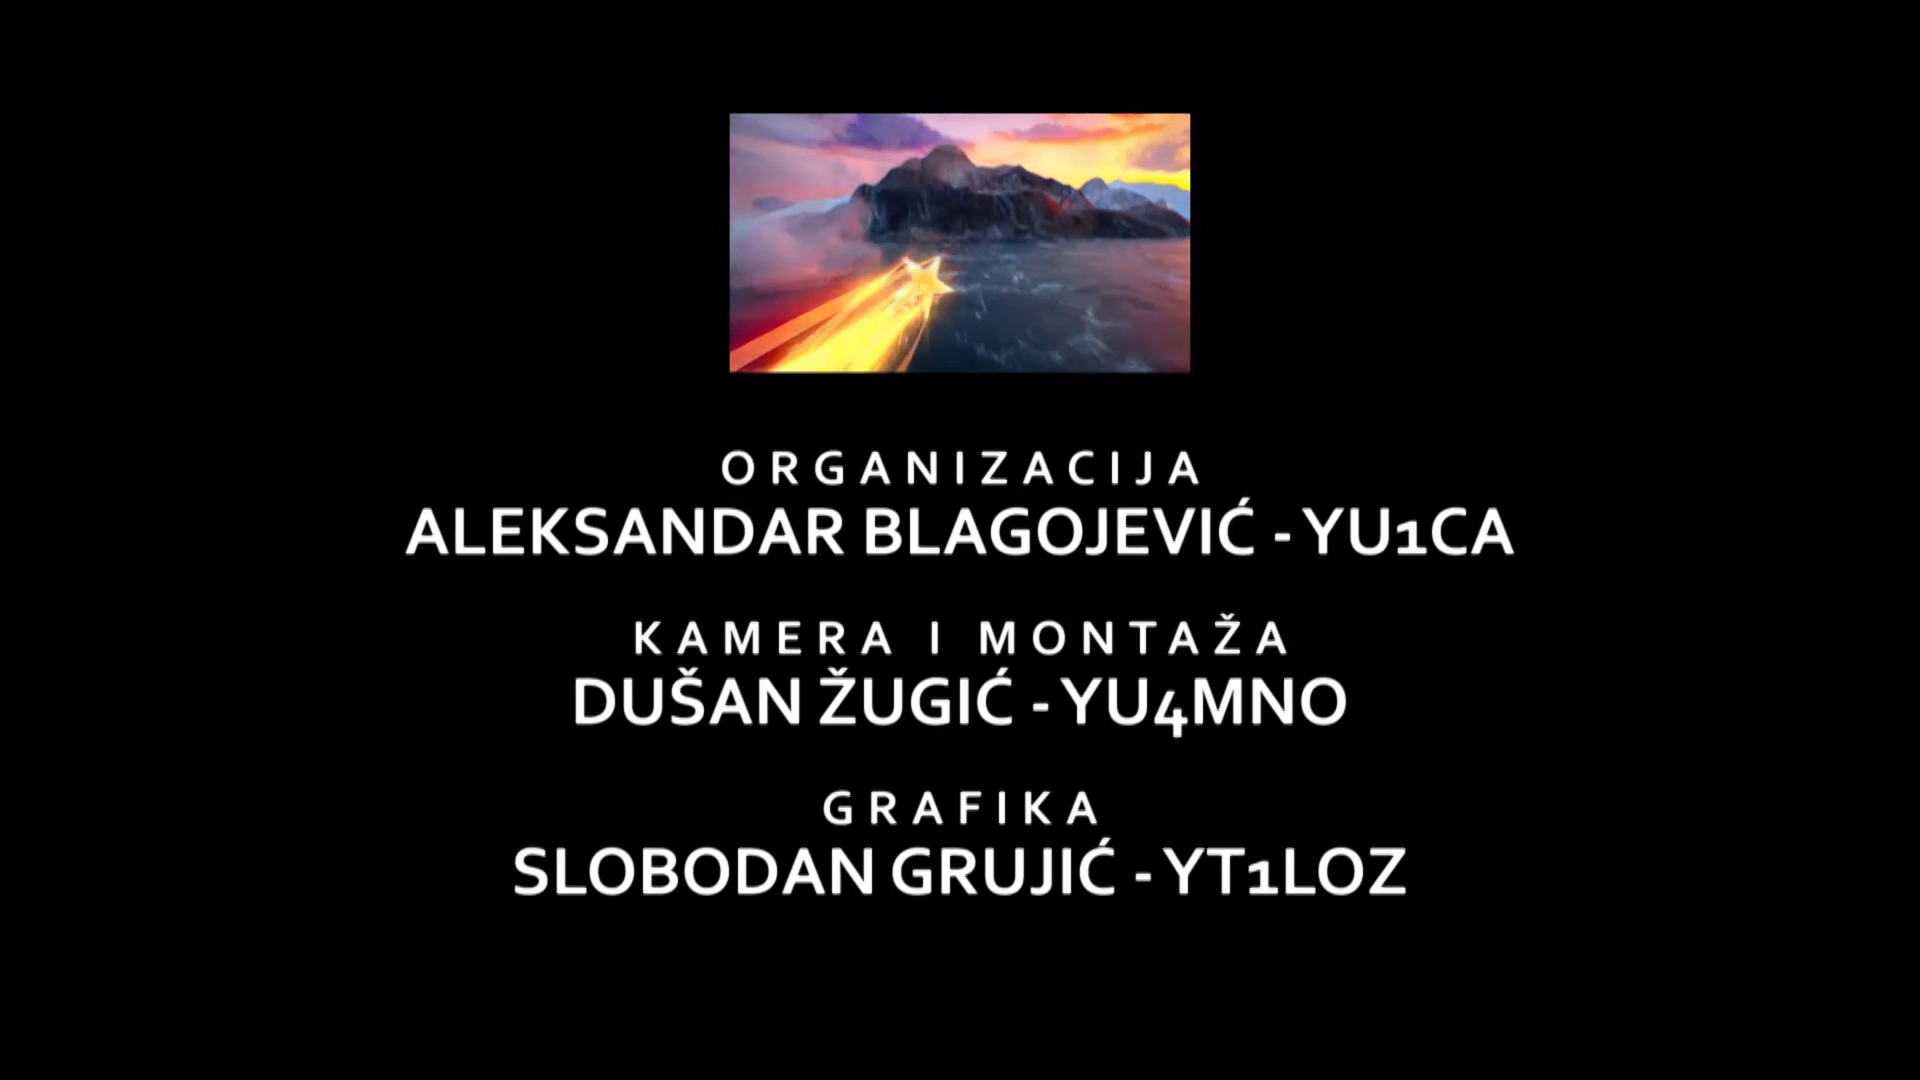 ORGANIZACIJA
ALEKSANDAR BLAGOJEVIĆ - YU1CA
KAMERA I MONTAŽA
DUŠAN ŽUGIĆ - YU4MNO
GRAFIKA
SLOBODAN GRUJIĆ - YT1LOZ